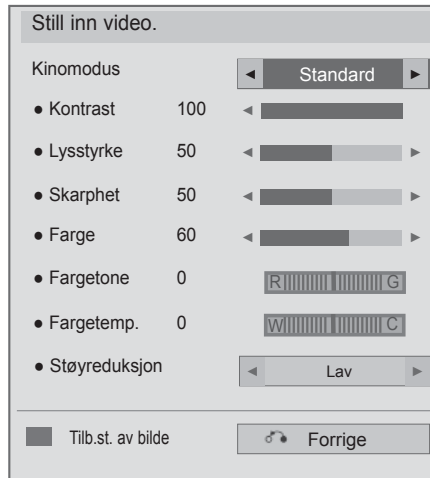 Still inn video.
Kinomodus ◄ Standard ►
● Kontrast 100 ◄
● Lysstyrke 50 ◄ ►
● Skarphet 50 ◄ ►
● Farge 60 ◄ ►
● Fargetone 0 R G
● Fargetemp. 0 W C
● Støyreduksjon ◄ Lav ►
Tilb.st. av bilde Forrige